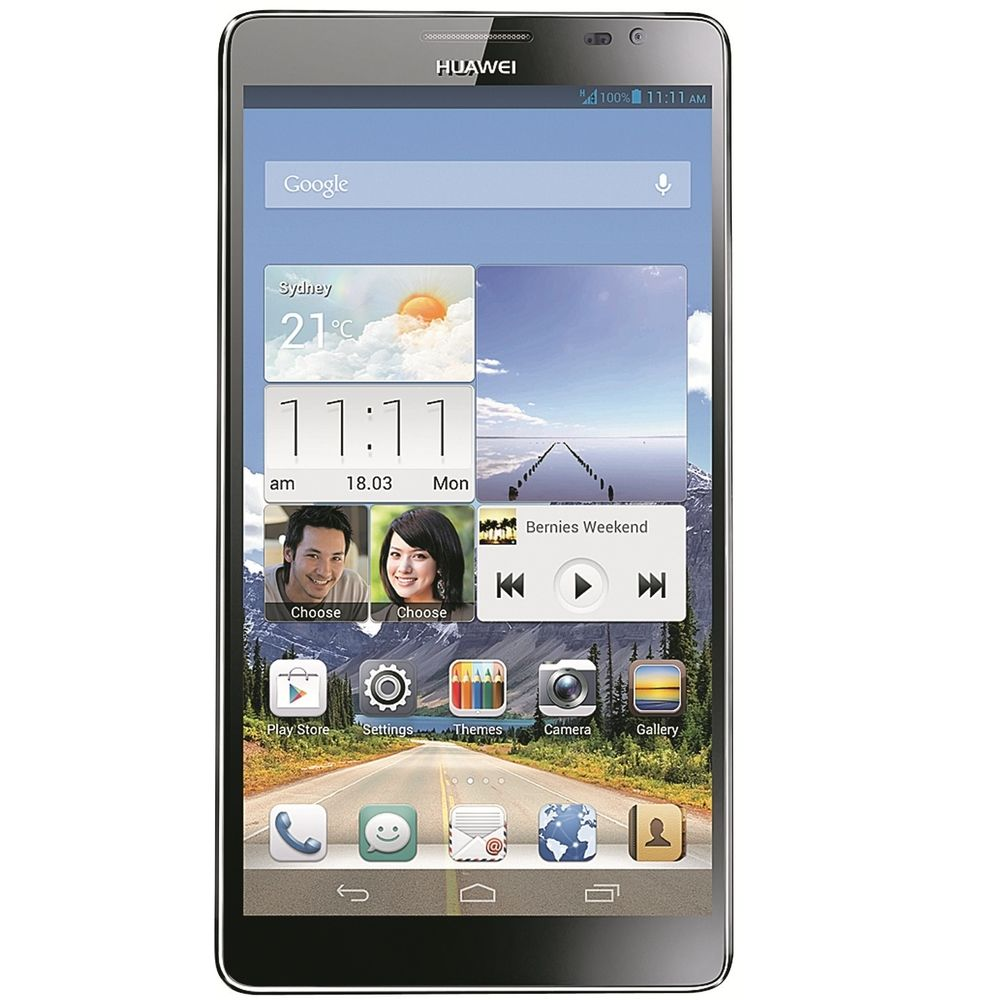 HUAWEI
H 100% 11:11 AM
Google
Sydney
21°C
11:11
am 18.03 Mon
Choose Choose
Bernies Weekend
Play Store Settings Themes Camera Gallery
@